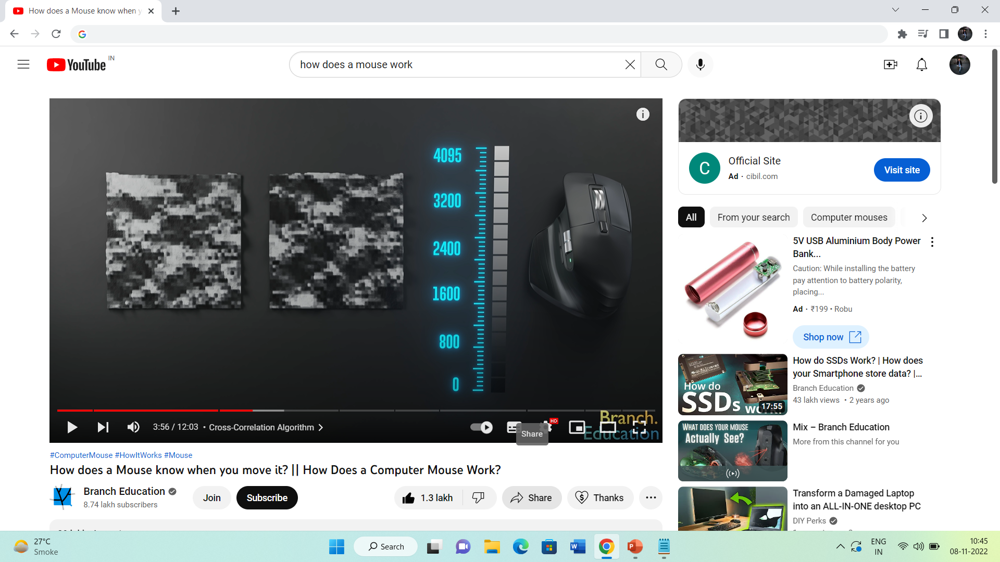 How does a Mouse know when y
YouTube IN
how does a mouse work
4095
3200
2400
1600
800
0
HD
3:56 / 12:03 • Cross-Correlation Algorithm
Share
Branch.
Education
#ComputerMouse #HowItWorks #Mouse
How does a Mouse know when you move it? || How Does a Computer Mouse Work?
Branch Education
8.74 lakh subscribers
Join
Subscribe
1.3 lakh
Share
Thanks
C
Official Site
Ad · cibil.com
Visit site
All
From your search
Computer mouses
5V USB Aluminium Body Power
Bank...
Caution: While installing the battery
pay attention to battery polarity,
placing...
Ad · ₹199 • Robu
Shop now
How do
SSDs
17:55
How do SSDs Work? | How does
your Smartphone store data? |...
Branch Education
43 lakh views • 2 years ago
WHAT DOES YOUR MOUSE
Actually See?
Mix – Branch Education
More from this channel for you
Transform a Damaged Laptop
into an ALL-IN-ONE desktop PC
DIY Perks
27°C
Smoke
Search
W
P
ENG
IN
10:45
08-11-2022